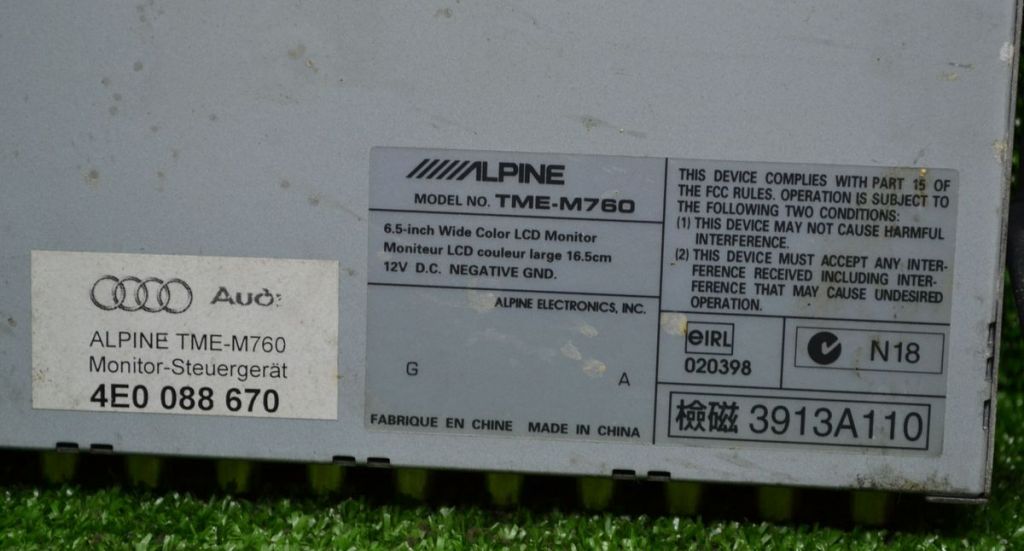 Audi
ALPINE TME-M760
Monitor-Steuergerät
4E0 088 670
ALPINE
MODEL NO. TME-M760
6.5-inch Wide Color LCD Monitor
Moniteur LCD couleur large 16.5cm
12V D.C. NEGATIVE GND.
ALPINE ELECTRONICS, INC.
G A
FABRIQUE EN CHINE MADE IN CHINA
THIS DEVICE COMPLIES WITH PART 15 OF
THE FCC RULES. OPERATION IS SUBJECT TO
THE FOLLOWING TWO CONDITIONS:
(1) THIS DEVICE MAY NOT CAUSE HARMFUL
INTERFERENCE.
(2) THIS DEVICE MUST ACCEPT ANY INTER-
FERENCE RECEIVED INCLUDING INTER-
FERENCE THAT MAY CAUSE UNDESIRED
OPERATION.
eIRL
020398
N18
檢磁 3913A110